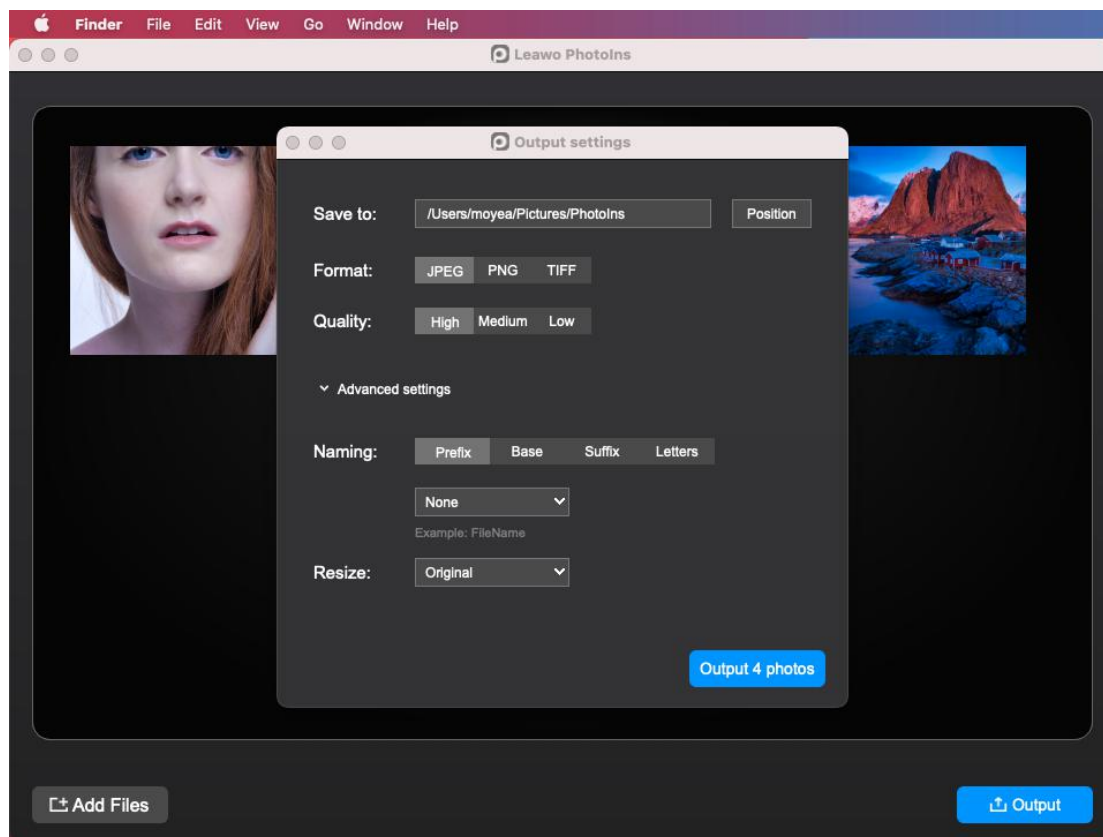 Finder File Edit View Go Window Help
Leawo PhotoIns
Output settings
Save to: /Users/moyea/Pictures/PhotoIns Position
Format: JPEG PNG TIFF
Quality: High Medium Low
Advanced settings
Naming: Prefix Base Suffix Letters
None
Example: FileName
Resize: Original
Output 4 photos
Add Files Output